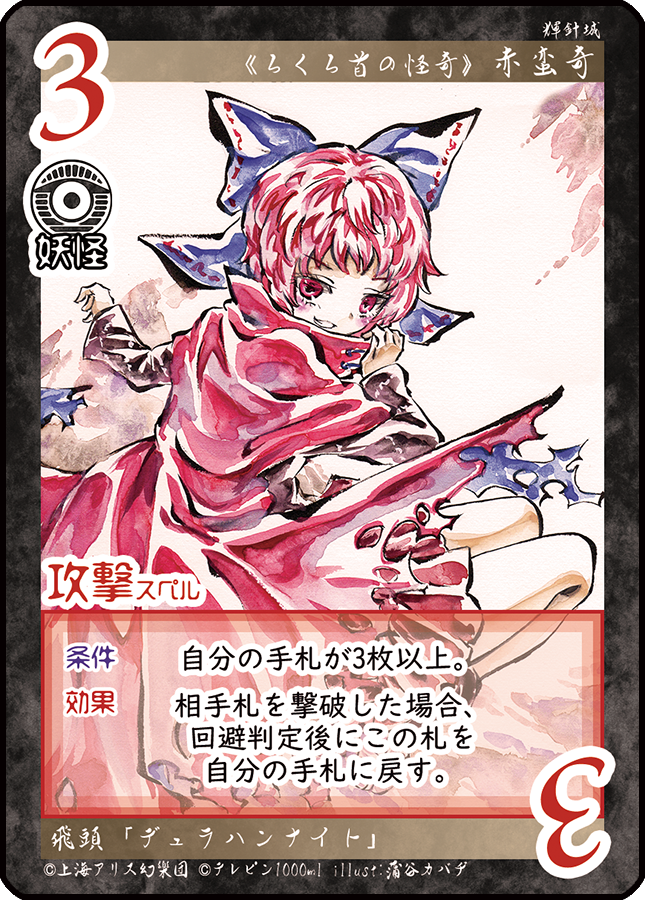 輝針城
3
《ろくろ首の怪奇》 赤蛮奇
妖怪
攻撃スペル
条件 自分の手札が3枚以上。
効果 相手札を撃破した場合、
回避判定後にこの札を
自分の手札に戻す。
飛頭「デュラハンナイト」
3
©上海アリス幻樂団 ©テレピン1000ml illust:蒲谷カバヂ